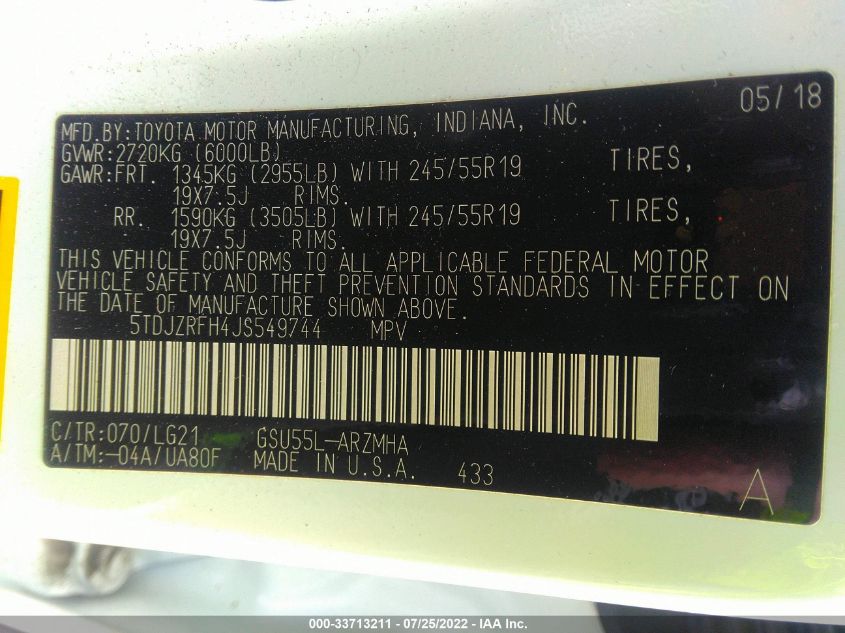 05/18
MFD.BY:TOYOTA MOTOR MANUFACTURING, INDIANA, INC.
GVWR:2720KG (6000LB)
GAWR:FRT. 1345KG (2955LB) WITH 245/55R19 TIRES,
19X7.5J RIMS.
RR. 1590KG (3505LB) WITH 245/55R19 TIRES,
19X7.5J RIMS.
THIS VEHICLE CONFORMS TO ALL APPLICABLE FEDERAL MOTOR
VEHICLE SAFETY AND THEFT PREVENTION STANDARDS IN EFFECT ON
THE DATE OF MANUFACTURE SHOWN ABOVE.
5TDJZRFH4JS549744 MPV
C/TR:070/LG21 GSU55L-ARZMHA
A/TM:-04A/UA80F MADE IN U.S.A. 433
A
000-33713211 - 07/25/2022 - IAA Inc.